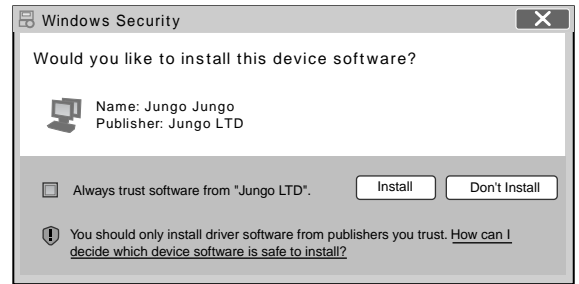 Windows Security
Would you like to install this device software?
Name: Jungo Jungo
Publisher: Jungo LTD
Always trust software from "Jungo LTD".
Install
Don't Install
You should only install driver software from publishers you trust. How can I
decide which device software is safe to install?